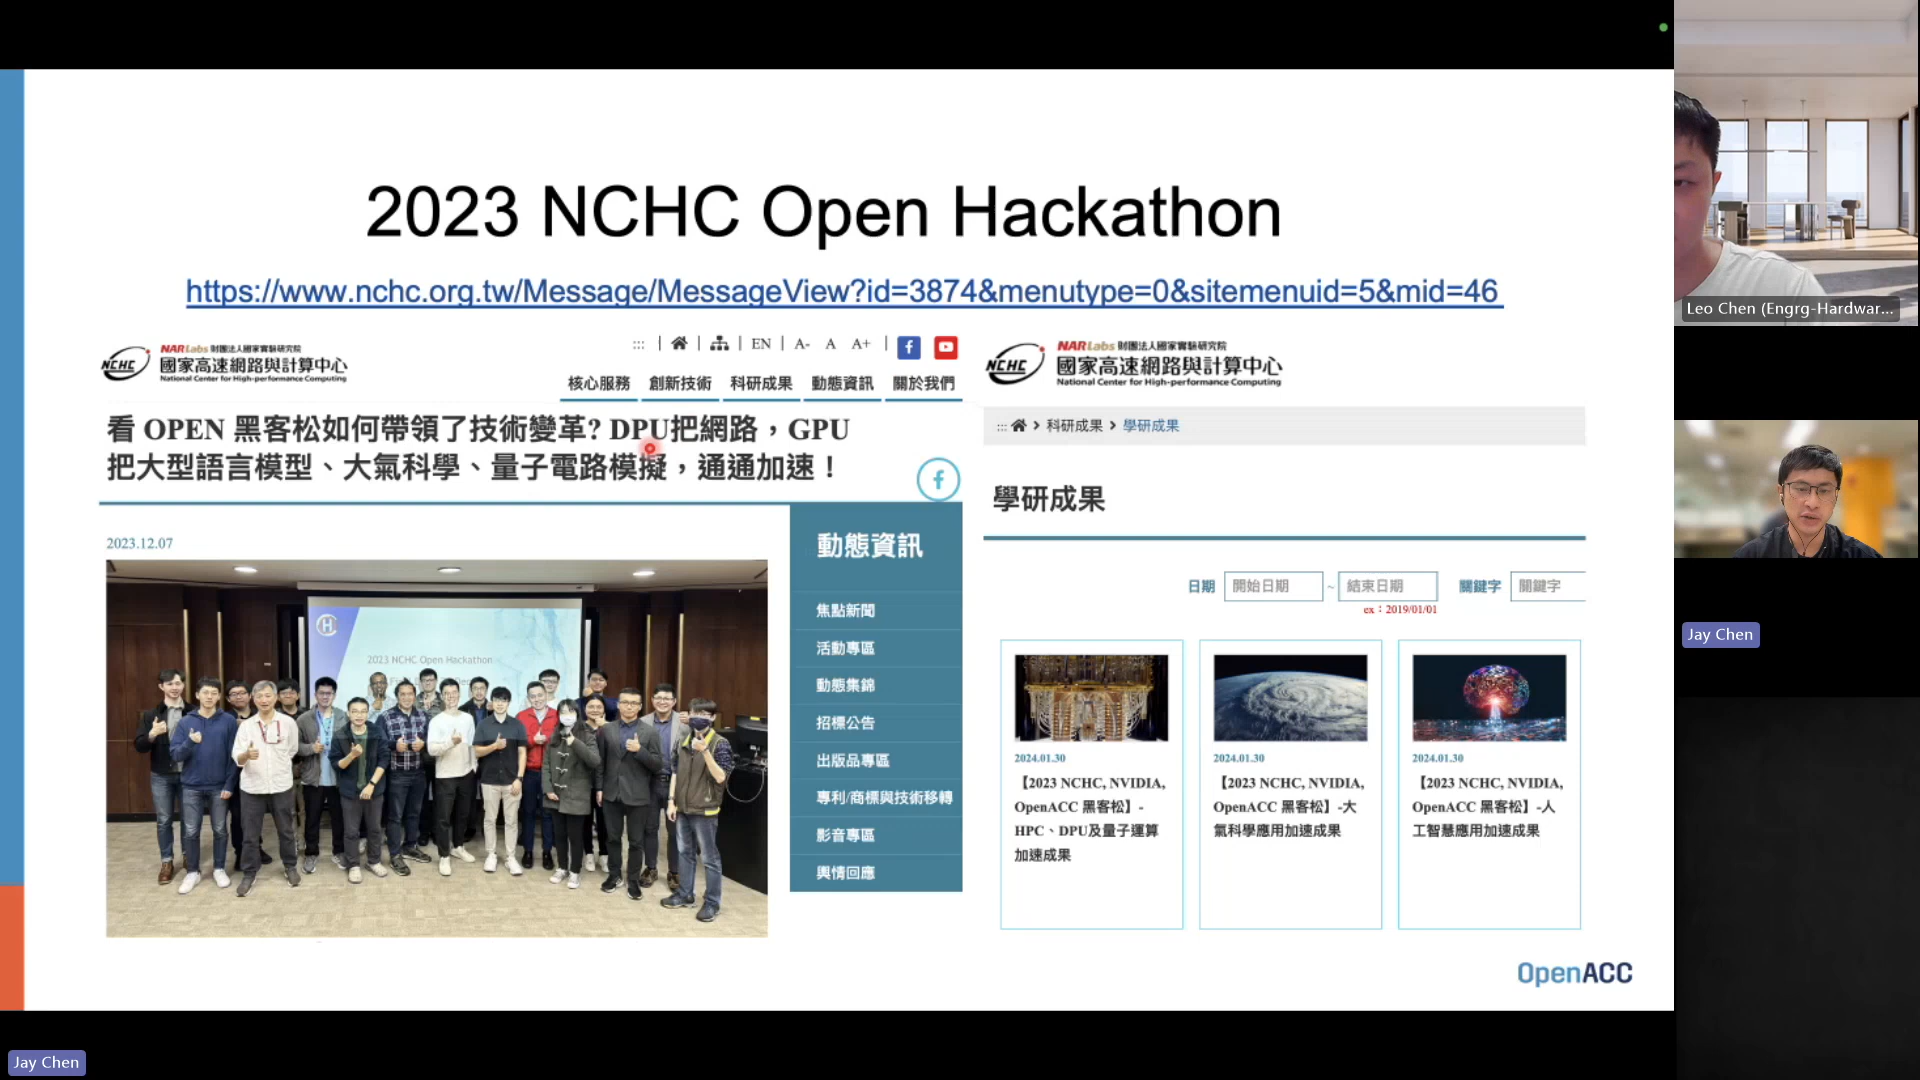 2023 NCHC Open Hackathon
https://www.nchc.org.tw/Message/MessageView?id=3874&menutype=0&sitemenuid=5&mid=46
NCHC
NARLabs 財團法人國家實驗研究院
國家高速網路與計算中心
National Center for High-performance Computing
::: | | | EN | A- A A+ |
核心服務 創新技術 科研成果 動態資訊 關於我們
看 OPEN 黑客松如何帶領了技術變革? DPU把網路，GPU
把大型語言模型、大氣科學、量子電路模擬，通通加速！
2023.12.07
2023 NCHC Open Hackathon
動態資訊
焦點新聞
活動專區
動態集錦
招標公告
出版品專區
專利/商標與技術移轉
影音專區
輿情回應
NCHC
NARLabs 財團法人國家實驗研究院
國家高速網路與計算中心
National Center for High-performance Computing
::: > 科研成果 > 學研成果
學研成果
日期 開始日期 ~ 結束日期 關鍵字 關鍵字
ex：2019/01/01
2024.01.30
【2023 NCHC, NVIDIA,
OpenACC 黑客松】-
HPC、DPU及量子運算
加速成果
2024.01.30
【2023 NCHC, NVIDIA,
OpenACC 黑客松】-大
氣科學應用加速成果
2024.01.30
【2023 NCHC, NVIDIA,
OpenACC 黑客松】-人
工智慧應用加速成果
OpenACC
Leo Chen (Engrg-Hardwar...
Jay Chen
Jay Chen